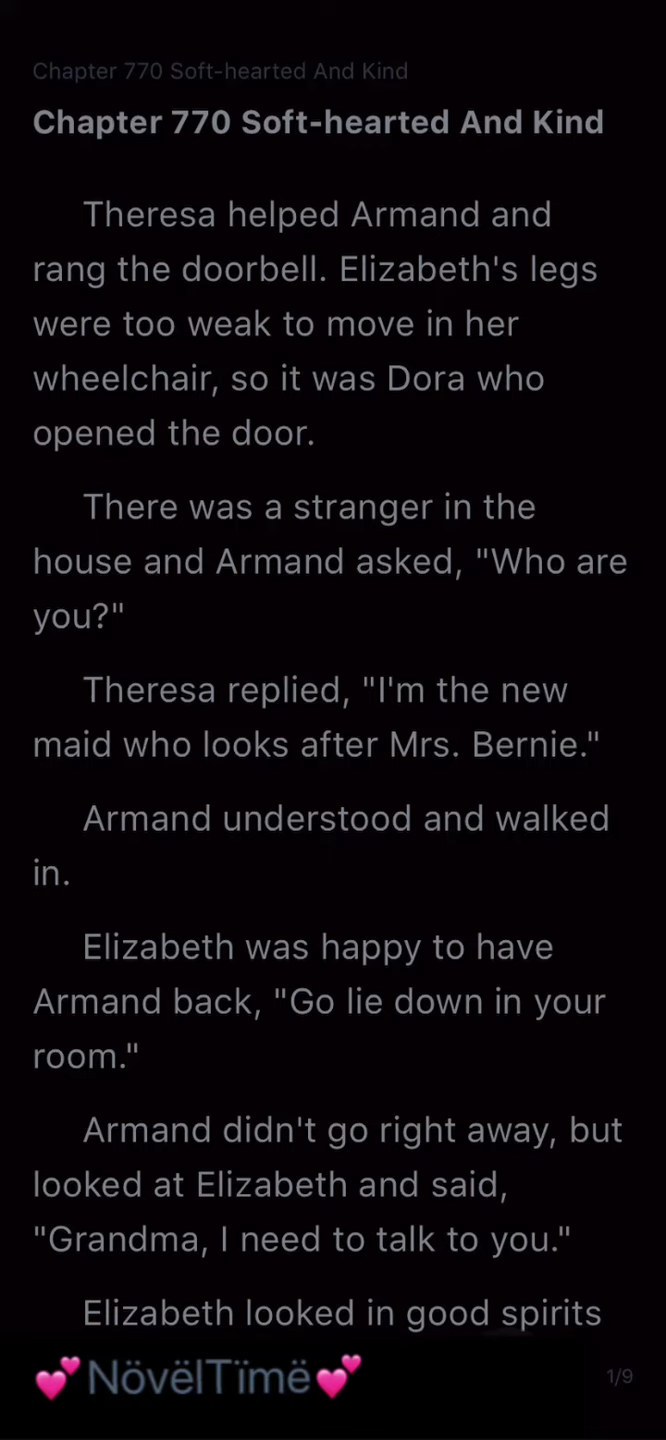 Chapter 770 Soft-hearted And Kind
Chapter 770 Soft-hearted And Kind
Theresa helped Armand and
rang the doorbell. Elizabeth's legs
were too weak to move in her
wheelchair, so it was Dora who
opened the door.
There was a stranger in the
house and Armand asked, "Who are
you?"
Theresa replied, "I'm the new
maid who looks after Mrs. Bernie."
Armand understood and walked
in.
Elizabeth was happy to have
Armand back, "Go lie down in your
room."
Armand didn't go right away, but
looked at Elizabeth and said,
"Grandma, I need to talk to you."
Elizabeth looked in good spirits
💕NövëlTïmë💕
1/9